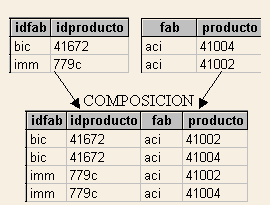 idfab idproducto
bic 41672
imm 779c
fab producto
aci 41004
aci 41002
COMPOSICION
idfab idproducto fab producto
bic 41672 aci 41002
bic 41672 aci 41004
imm 779c aci 41002
imm 779c aci 41004